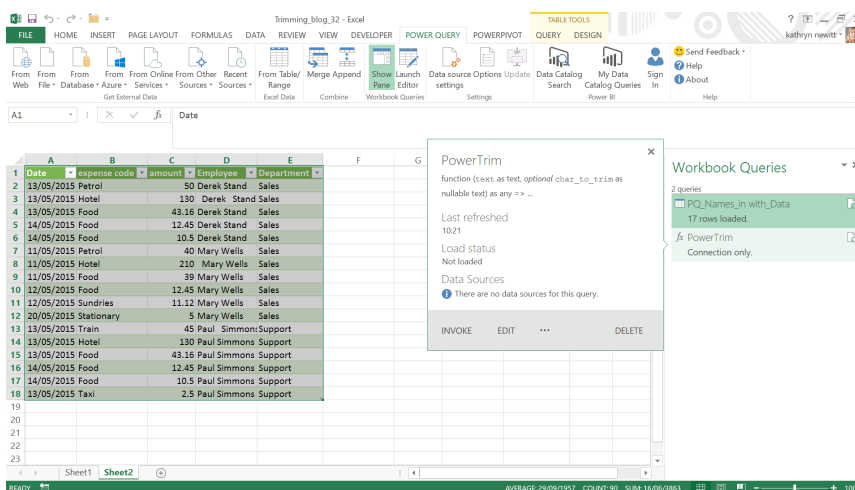 Trimming_blog_32 - Excel
TABLE TOOLS
FILE HOME INSERT PAGE LAYOUT FORMULAS DATA REVIEW VIEW DEVELOPER POWER QUERY POWERPIVOT QUERY DESIGN
kathryn newitt
From Web
From File
From Database
From Azure
From Online Services
From Other Sources
Recent Sources
From Table/ Range
Merge Append
Show Pane
Launch Editor
Data source settings
Options Update
Data Catalog Search
My Data Catalog Queries
Sign In
Send Feedback
Help
About
Get External Data Excel Data Combine Workbook Queries Settings Power BI Help
A1 fx Date
A B C D E F G
1 Date expense code amount Employee Department
2 13/05/2015 Petrol 50 Derek Stand Sales
3 13/05/2015 Hotel 130 Derek Stand Sales
4 13/05/2015 Food 43.16 Derek Stand Sales
5 14/05/2015 Food 12.45 Derek Stand Sales
6 14/05/2015 Food 10.5 Derek Stand Sales
7 11/05/2015 Petrol 40 Mary Wells Sales
8 11/05/2015 Hotel 210 Mary Wells Sales
9 11/05/2015 Food 39 Mary Wells Sales
10 12/05/2015 Food 12.45 Mary Wells Sales
11 12/05/2015 Sundries 11.12 Mary Wells Sales
12 20/05/2015 Stationary 5 Mary Wells Sales
13 13/05/2015 Train 45 Paul Simmons Support
14 13/05/2015 Hotel 130 Paul Simmons Support
15 13/05/2015 Food 43.16 Paul Simmons Support
16 14/05/2015 Food 12.45 Paul Simmons Support
17 14/05/2015 Food 10.5 Paul Simmons Support
18 13/05/2015 Taxi 2.5 Paul Simmons Support
19
20
21
22
23
PowerTrim
function (text as text, optional char_to_trim as
nullable text) as any => ...
Last refreshed
10:21
Load status
Not loaded
Data Sources
There are no data sources for this query.
INVOKE EDIT ... DELETE
Workbook Queries
2 queries
PQ_Names_in with_Data
17 rows loaded.
fx PowerTrim
Connection only.
Sheet1 Sheet2
READY AVERAGE: 29/09/1957 COUNT: 90 SUM: 16/06/3863 100